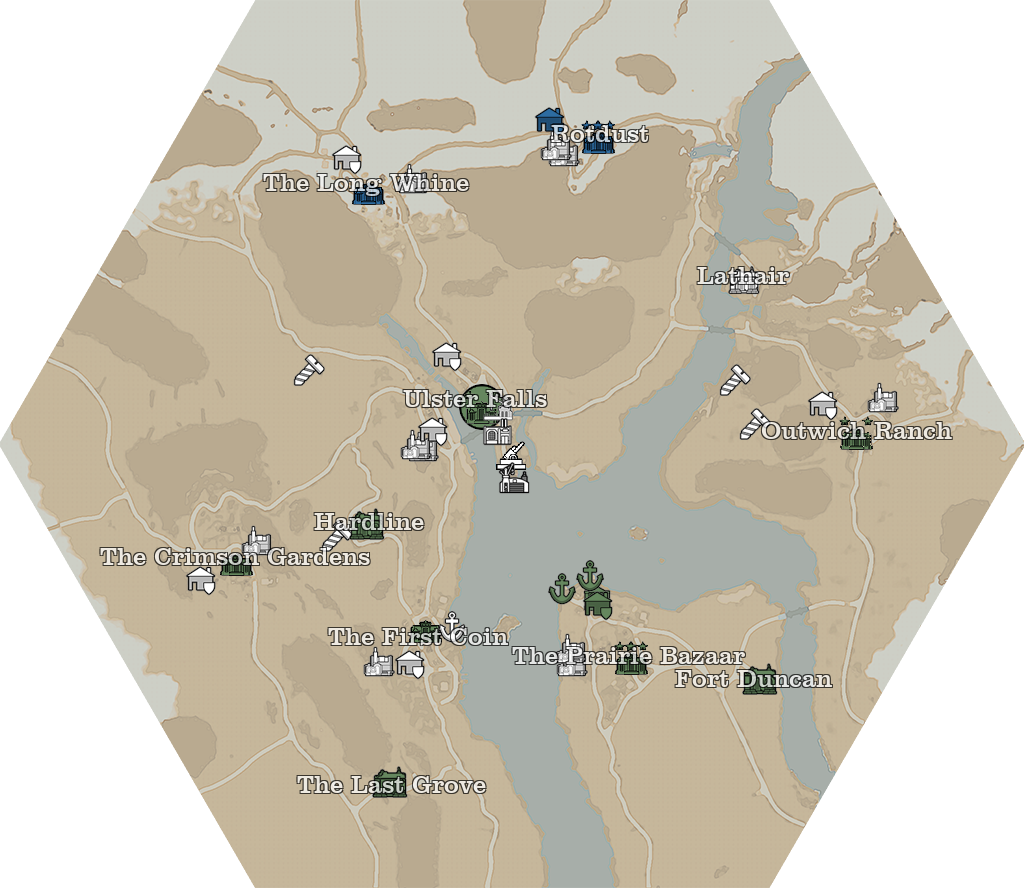 Rotdust
The Long Whine
Lathair
Ulster Falls
Outwich Ranch
Hardline
The Crimson Gardens
The First Coin
The Prairie Bazaar
Fort Duncan
The Last Grove